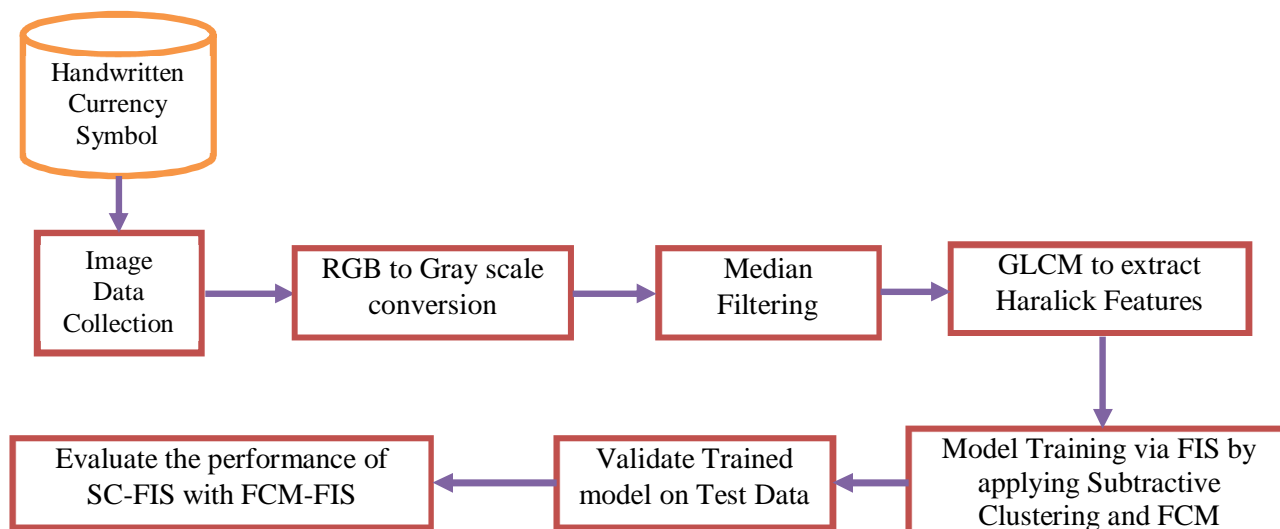 Handwritten
Currency
Symbol
Image
Data
Collection
RGB to Gray scale
conversion
Median
Filtering
GLCM to extract
Haralick Features
Model Training via FIS by
applying Subtractive
Clustering and FCM
Validate Trained
model on Test Data
Evaluate the performance of
SC-FIS with FCM-FIS